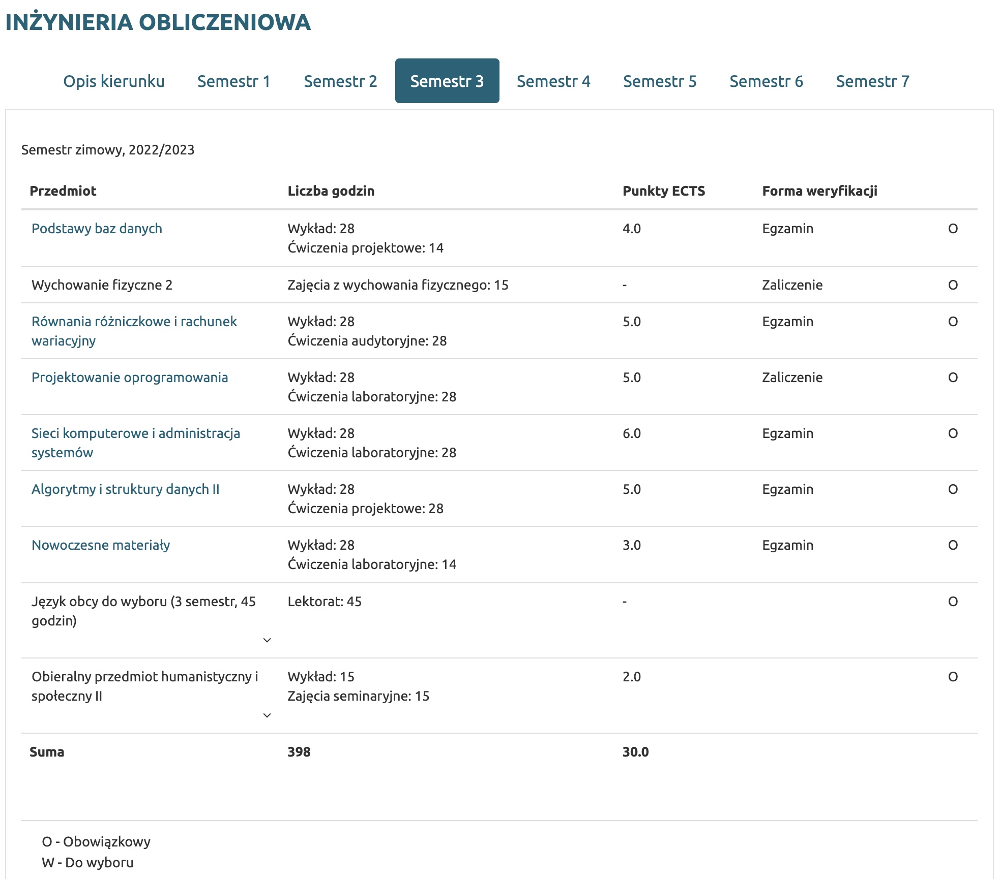 INŻYNIERIA OBLICZENIOWA
Opis kierunku Semestr 1 Semestr 2 Semestr 3 Semestr 4 Semestr 5 Semestr 6 Semestr 7
Semestr zimowy, 2022/2023
Przedmiot Liczba godzin Punkty ECTS Forma weryfikacji
Podstawy baz danych Wykład: 28 4.0 Egzamin O
Ćwiczenia projektowe: 14
Wychowanie fizyczne 2 Zajęcia z wychowania fizycznego: 15 - Zaliczenie O
Równania różniczkowe i rachunek Wykład: 28 5.0 Egzamin O
wariacyjny Ćwiczenia audytoryjne: 28
Projektowanie oprogramowania Wykład: 28 5.0 Zaliczenie O
Ćwiczenia laboratoryjne: 28
Sieci komputerowe i administracja Wykład: 28 6.0 Egzamin O
systemów Ćwiczenia laboratoryjne: 28
Algorytmy i struktury danych II Wykład: 28 5.0 Egzamin O
Ćwiczenia projektowe: 28
Nowoczesne materiały Wykład: 28 3.0 Egzamin O
Ćwiczenia laboratoryjne: 14
Język obcy do wyboru (3 semestr, 45 Lektorat: 45 - O
godzin)
Obieralny przedmiot humanistyczny i Wykład: 15 2.0 O
społeczny II Zajęcia seminaryjne: 15
Suma 398 30.0
O - Obowiązkowy
W - Do wyboru